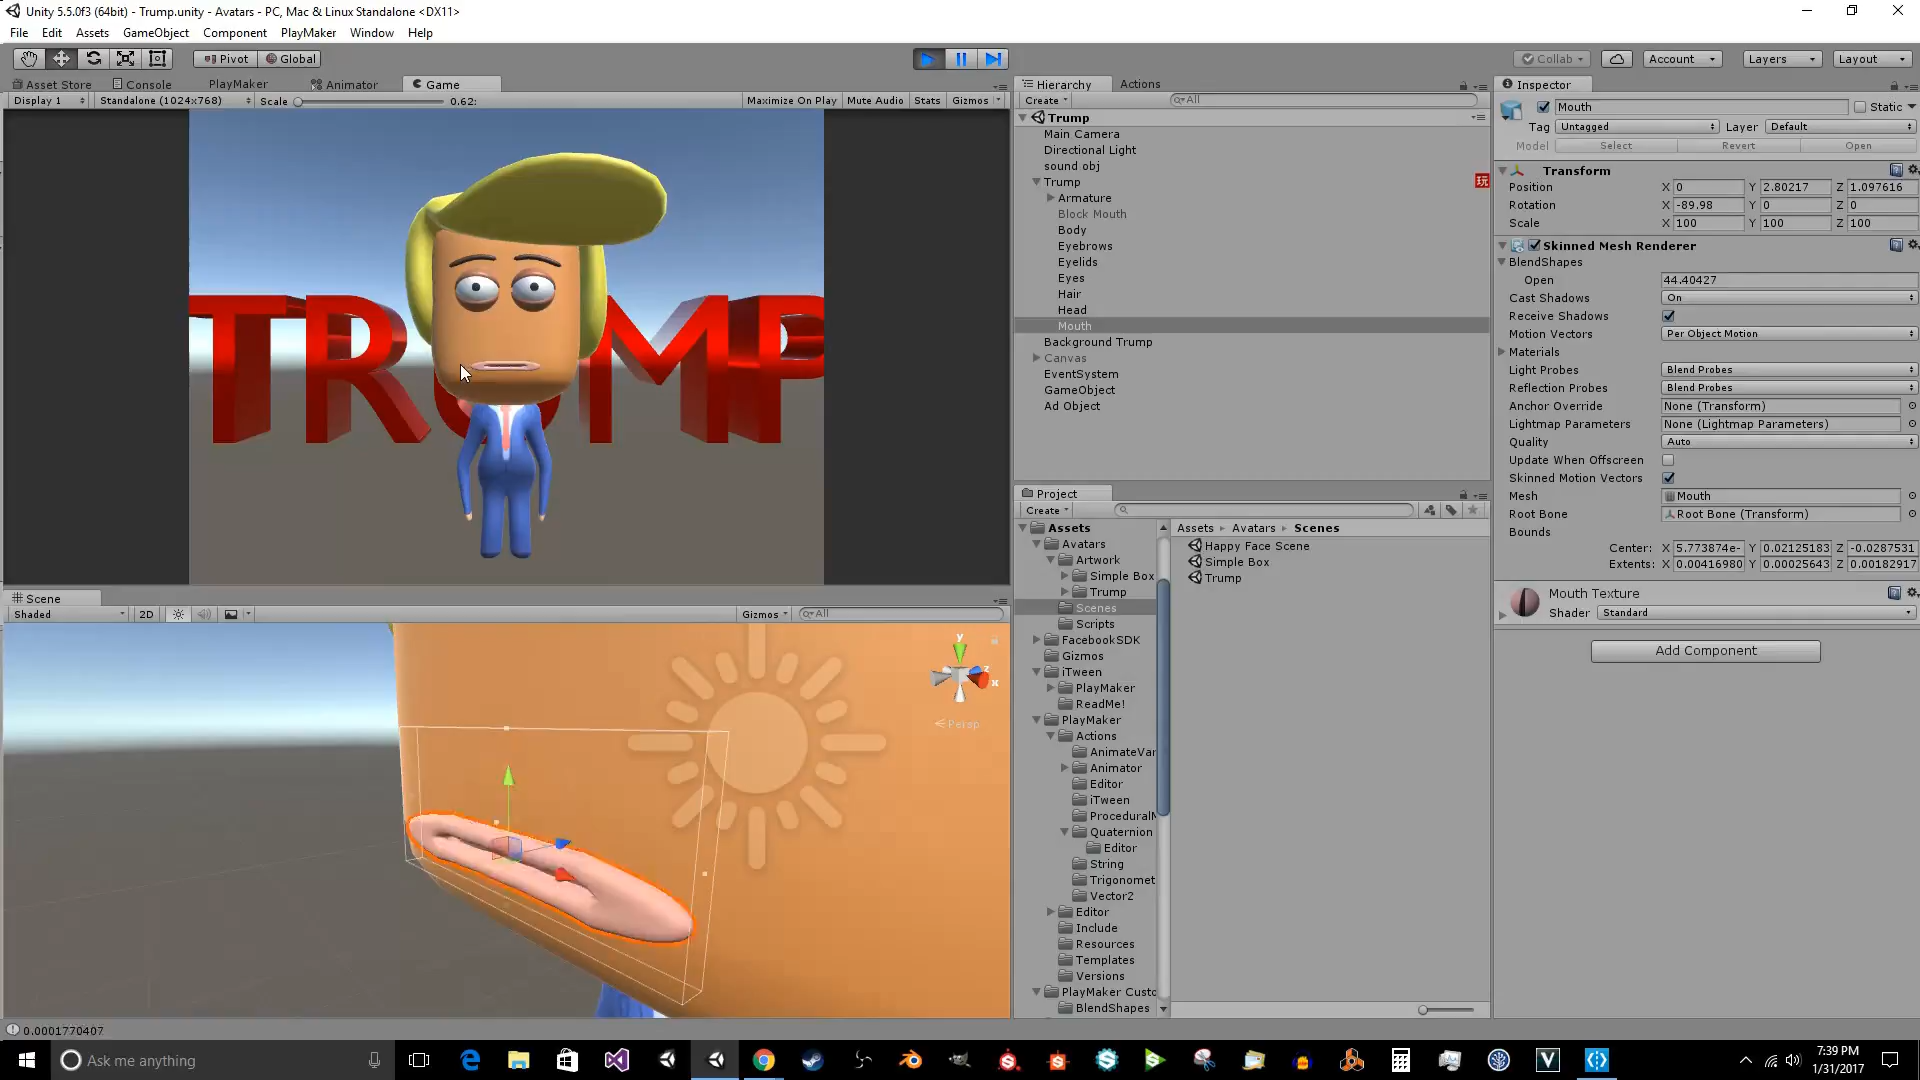 Unity 5.5.0f3 (64bit) - Trump.unity - Avatars - PC, Mac & Linux Standalone <DX11>
File Edit Assets GameObject Component PlayMaker Window Help
Pivot Global Collab Account Layers Layout
Asset Store Console PlayMaker Animator Game
Display 1 Standalone (1024x768) Scale 0.62: Maximize On Play Mute Audio Stats Gizmos
TRUMP
Scene
Shaded 2D Gizmos All
y
z
x
Persp
Hierarchy Actions
Create All
Trump
Main Camera
Directional Light
sound obj
Trump
玩
Armature
Block Mouth
Body
Eyebrows
Eyelids
Eyes
Hair
Head
Mouth
Background Trump
Canvas
EventSystem
GameObject
Ad Object
Project
Create
Assets
Avatars
Artwork
Simple Box
Trump
Scenes
Scripts
FacebookSDK
Gizmos
iTween
PlayMaker
ReadMe!
PlayMaker
Actions
AnimateVar
Animator
Editor
iTween
ProceduralM
Quaternion
Editor
String
Trigonomet
Vector2
Editor
Include
Resources
Templates
Versions
PlayMaker Custo
BlendShapes
Assets Avatars Scenes
Happy Face Scene
Simple Box
Trump
Inspector
Mouth Static
Tag Untagged Layer Default
Model Select Revert Open
Transform
Position X 0 Y 2.80217 Z 1.097616
Rotation X -89.98 Y 0 Z 0
Scale X 100 Y 100 Z 100
Skinned Mesh Renderer
BlendShapes
Open 44.40427
Cast Shadows On
Receive Shadows
Motion Vectors Per Object Motion
Materials
Light Probes Blend Probes
Reflection Probes Blend Probes
Anchor Override None (Transform)
Lightmap Parameters None (Lightmap Parameters)
Quality Auto
Update When Offscreen
Skinned Motion Vectors
Mesh Mouth
Root Bone Root Bone (Transform)
Bounds
Center: X 5.773874e- Y 0.02125183 Z -0.0287531
Extents: X 0.00416980 Y 0.00025643 Z 0.00182917
Mouth Texture
Shader Standard
Add Component
0.0001770407
Ask me anything
7:39 PM
1/31/2017